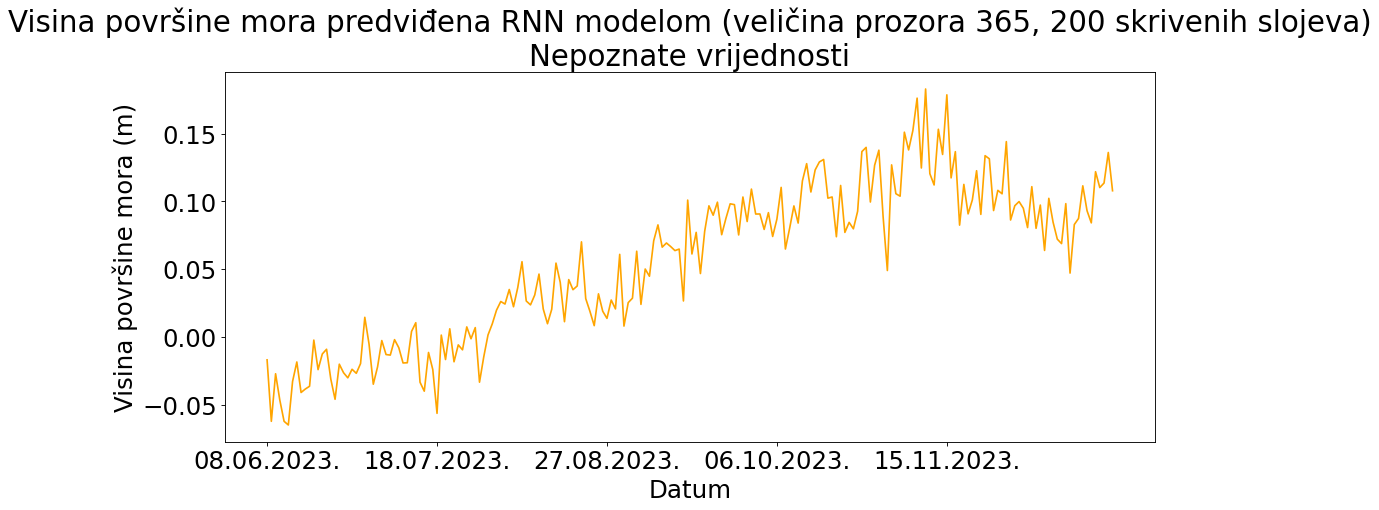 Visina površine mora predviđena RNN modelom (veličina prozora 365, 200 skrivenih slojeva)
Nepoznate vrijednosti
Visina površine mora (m)
0.15
0.10
0.05
0.00
−0.05
08.06.2023. 18.07.2023. 27.08.2023. 06.10.2023. 15.11.2023.
Datum